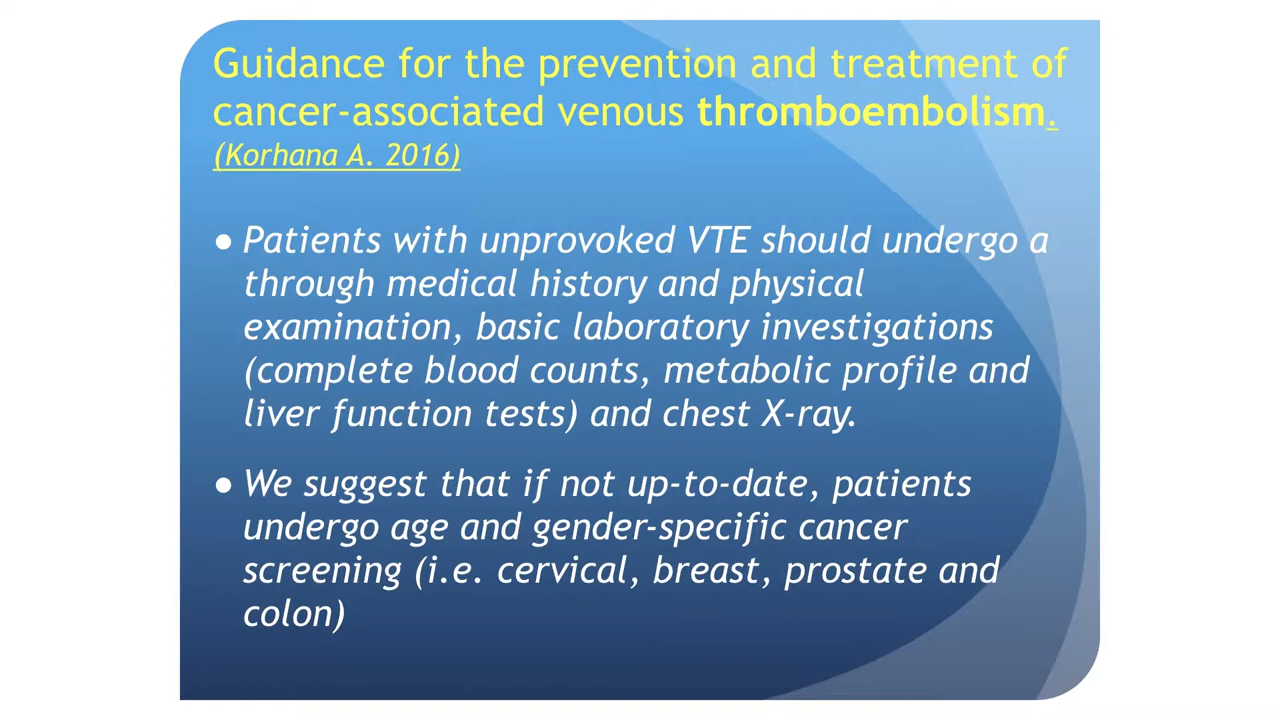 Guidance for the prevention and treatment of
cancer-associated venous thromboembolism.
(Korhana A. 2016)
● Patients with unprovoked VTE should undergo a
through medical history and physical
examination, basic laboratory investigations
(complete blood counts, metabolic profile and
liver function tests) and chest X-ray.
● We suggest that if not up-to-date, patients
undergo age and gender-specific cancer
screening (i.e. cervical, breast, prostate and
colon)